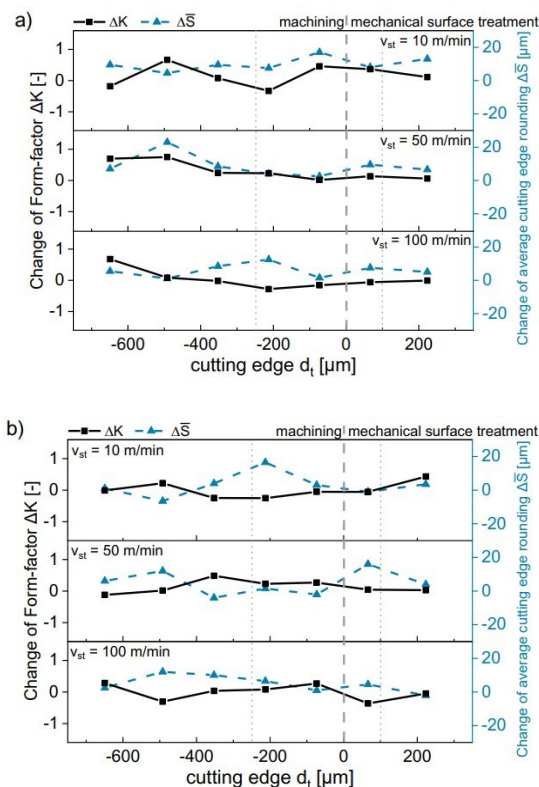 a)
ΔK ΔS̅ machining mechanical surface treatment
v_st = 10 m/min
1
0
-1
20
0
-20
v_st = 50 m/min
1
0
-1
20
0
-20
v_st = 100 m/min
1
0
-1
20
0
-20
Change of Form-factor ΔK [-]
Change of average cutting edge rounding ΔS̅ [µm]
-600 -400 -200 0 200
cutting edge d_t [µm]
b)
ΔK ΔS̅ machining mechanical surface treatment
v_st = 10 m/min
1
0
-1
20
0
-20
v_st = 50 m/min
1
0
-1
20
0
-20
v_st = 100 m/min
1
0
-1
20
0
-20
Change of Form-factor ΔK [-]
Change of average cutting edge rounding ΔS̅ [µm]
-600 -400 -200 0 200
cutting edge d_t [µm]